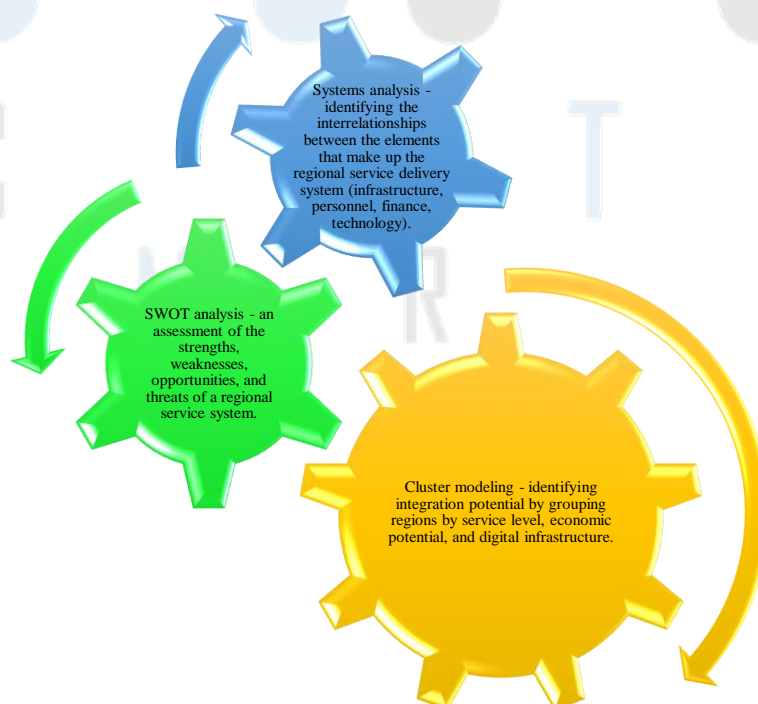 Systems analysis -
identifying the
interrelationships
between the elements
that make up the
regional service delivery
system (infrastructure,
personnel, finance,
technology).
SWOT analysis - an
assessment of the
strengths,
weaknesses,
opportunities, and
threats of a regional
service system.
Cluster modeling - identifying
integration potential by grouping
regions by service level, economic
potential, and digital infrastructure.